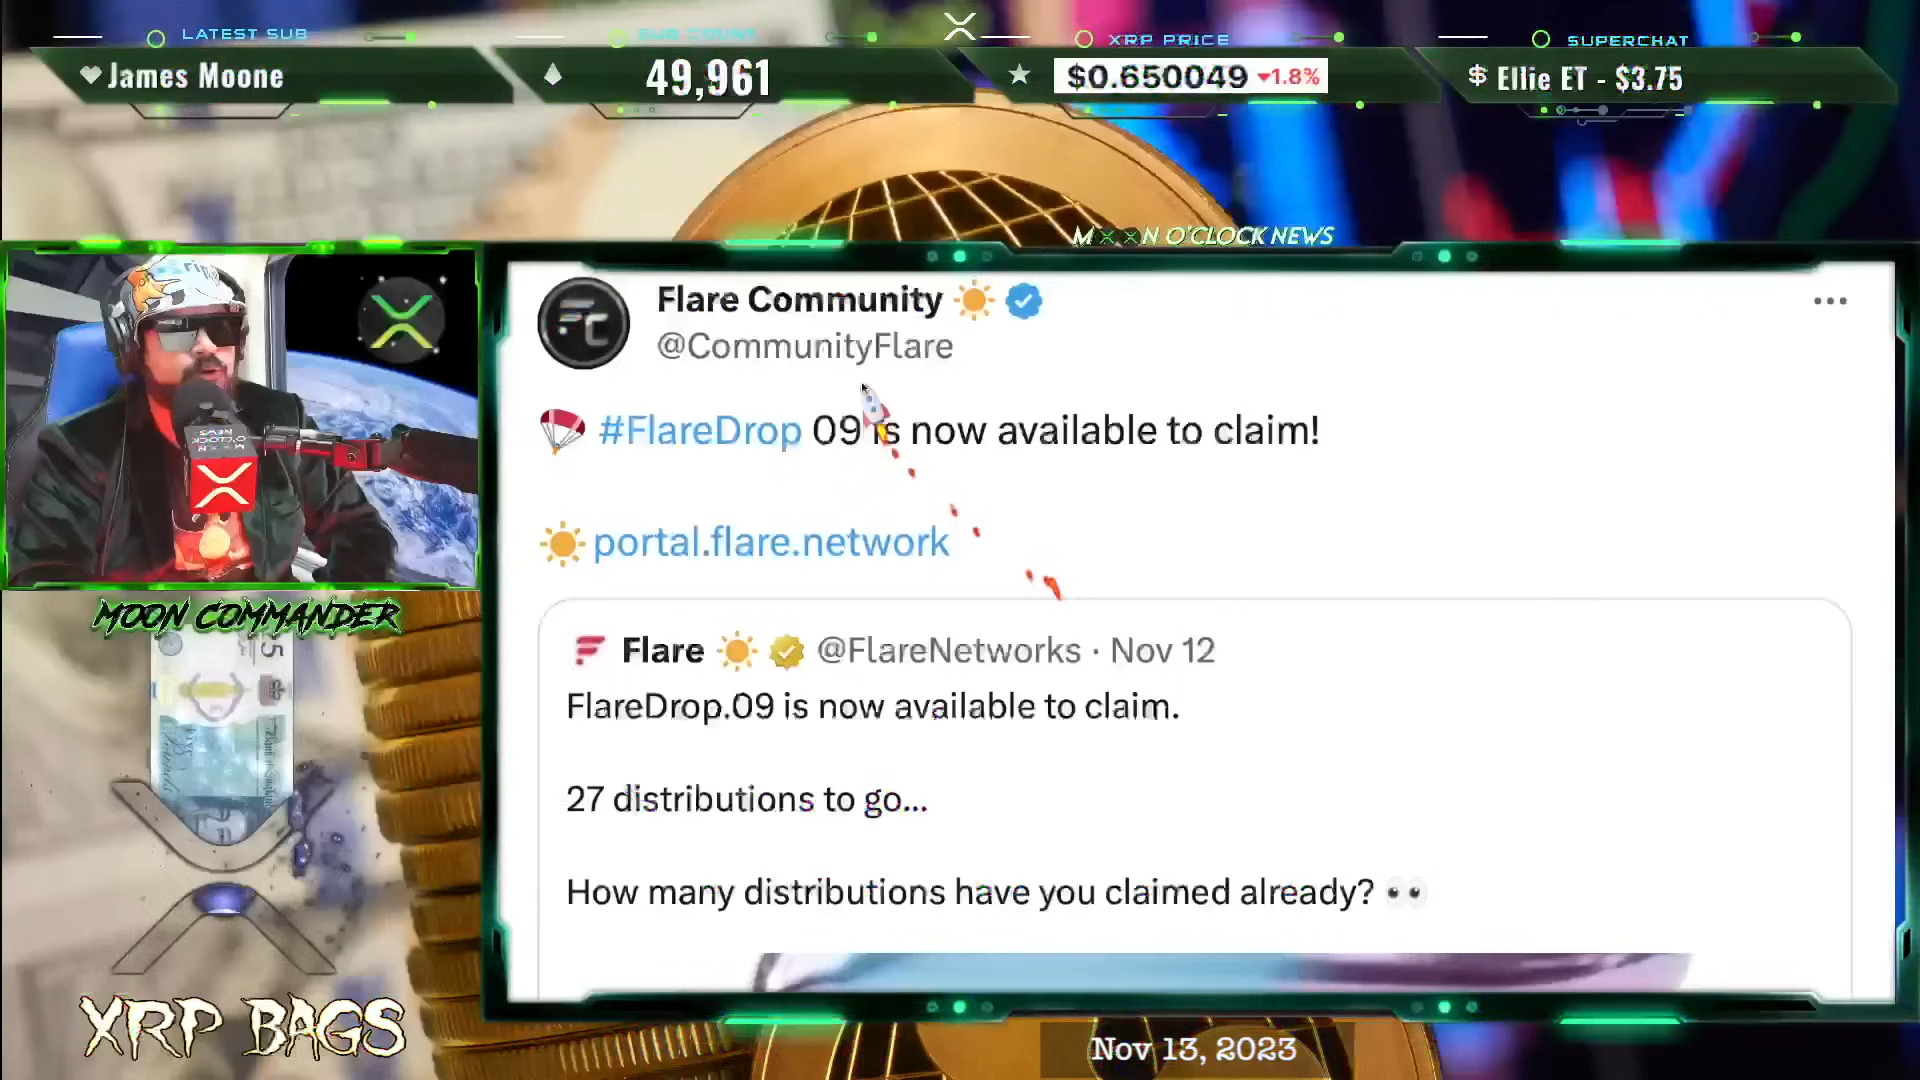 LATEST SUB
James Moone
SUB COUNT
49,961
XRP PRICE
$0.650049 ▾1.8%
SUPERCHAT
$ Ellie ET - $3.75
MXXN O'CLOCK NEWS
Flare Community
@CommunityFlare
#FlareDrop 09 is now available to claim!
portal.flare.network
Flare @FlareNetworks · Nov 12
FlareDrop.09 is now available to claim.
27 distributions to go...
How many distributions have you claimed already?
MOON COMMANDER
XRP BAGS
Nov 13, 2023